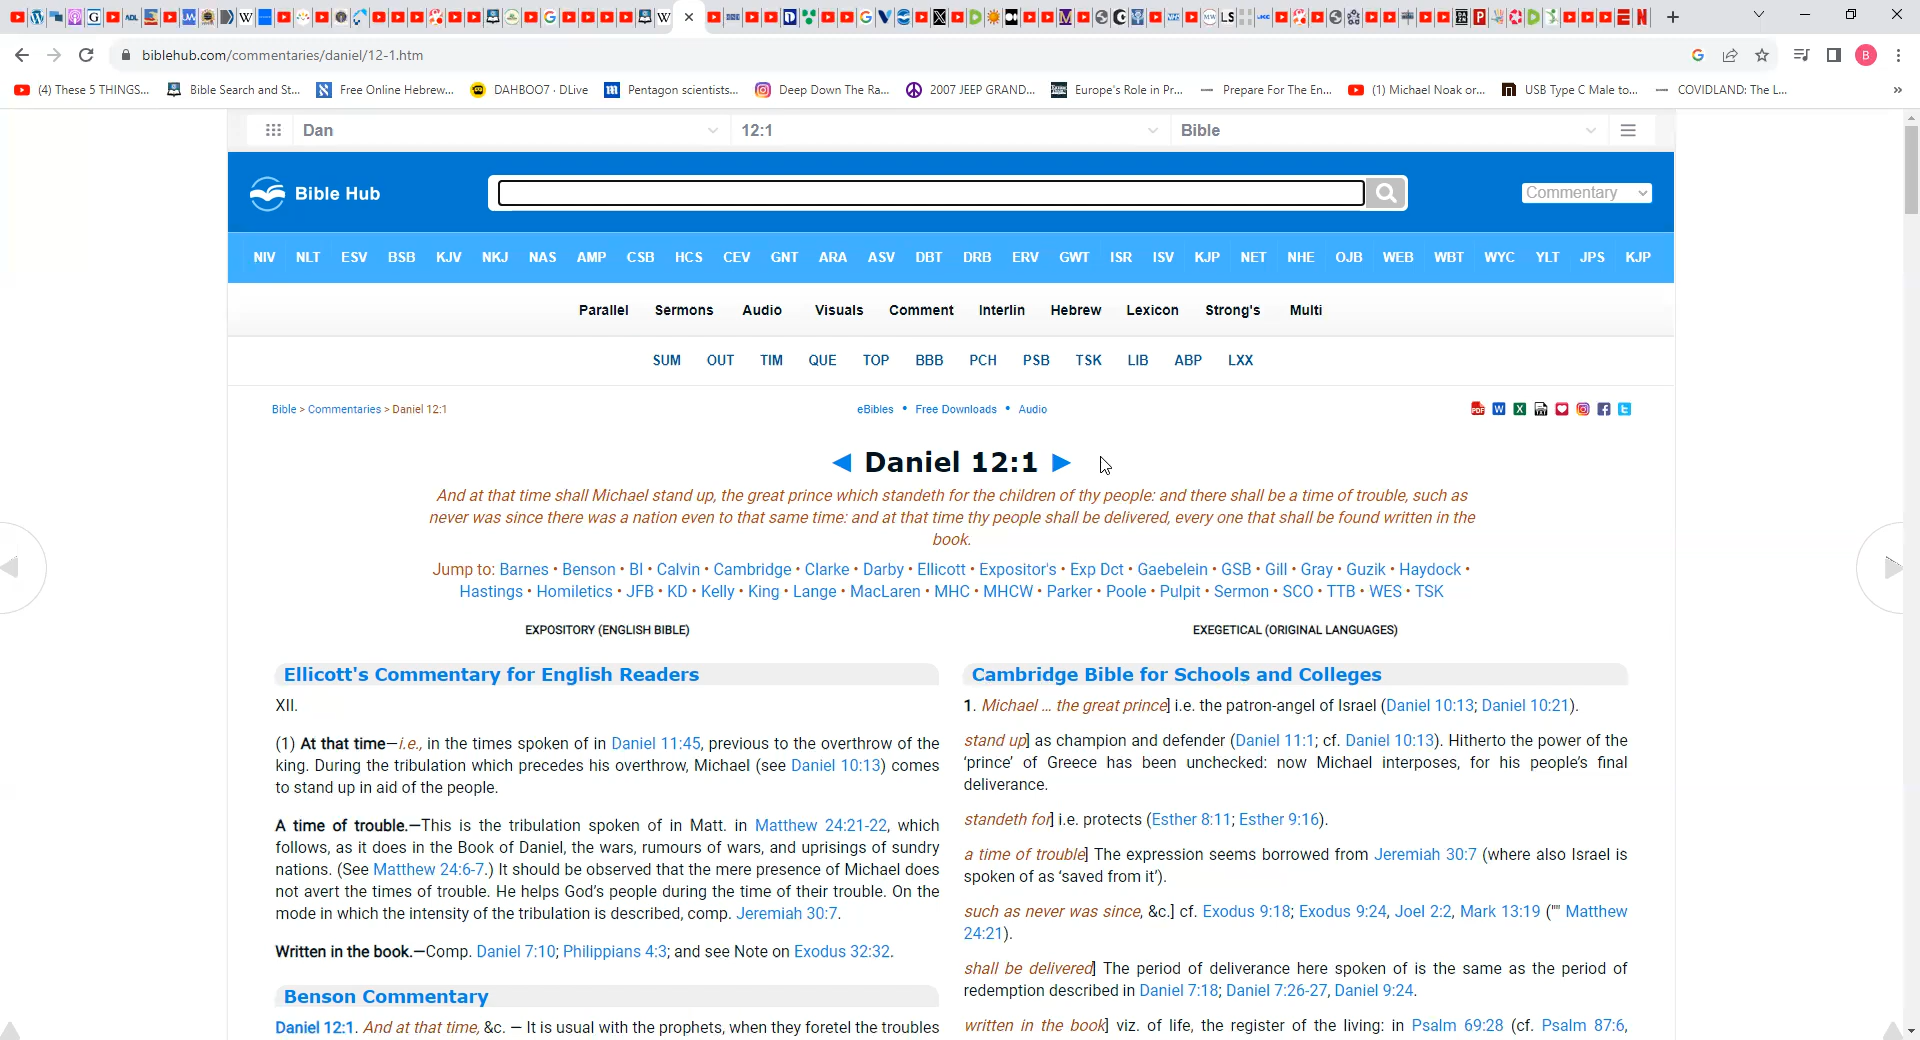 biblehub.com/commentaries/daniel/12-1.htm
B
(4) These 5 THINGS... Bible Search and St... Free Online Hebrew... DAHBOO7 · DLive Pentagon scientists... Deep Down The Ra... 2007 JEEP GRAND... Europe's Role in Pr... Prepare For The En... (1) Michael Noak or... USB Type C Male to... COVIDLAND: The L... »
Dan 12:1 Bible
Bible Hub Commentary
NIV NLT ESV BSB KJV NKJ NAS AMP CSB HCS CEV GNT ARA ASV DBT DRB ERV GWT ISR ISV KJP NET NHE OJB WEB WBT WYC YLT JPS KJP
Parallel Sermons Audio Visuals Comment Interlin Hebrew Lexicon Strong's Multi
SUM OUT TIM QUE TOP BBB PCH PSB TSK LIB ABP LXX
Bible > Commentaries > Daniel 12:1 eBibles • Free Downloads • Audio
◄ Daniel 12:1 ►
And at that time shall Michael stand up, the great prince which standeth for the children of thy people: and there shall be a time of trouble, such as
never was since there was a nation even to that same time: and at that time thy people shall be delivered, every one that shall be found written in the
book.
Jump to: Barnes • Benson • BI • Calvin • Cambridge • Clarke • Darby • Ellicott • Expositor's • Exp Dct • Gaebelein • GSB • Gill • Gray • Guzik • Haydock •
Hastings • Homiletics • JFB • KD • Kelly • King • Lange • MacLaren • MHC • MHCW • Parker • Poole • Pulpit • Sermon • SCO • TTB • WES • TSK
EXPOSITORY (ENGLISH BIBLE)
Ellicott's Commentary for English Readers
XII.
(1) At that time—i.e., in the times spoken of in Daniel 11:45, previous to the overthrow of the
king. During the tribulation which precedes his overthrow, Michael (see Daniel 10:13) comes
to stand up in aid of the people.
A time of trouble.—This is the tribulation spoken of in Matt. in Matthew 24:21-22, which
follows, as it does in the Book of Daniel, the wars, rumours of wars, and uprisings of sundry
nations. (See Matthew 24:6-7.) It should be observed that the mere presence of Michael does
not avert the times of trouble. He helps God's people during the time of their trouble. On the
mode in which the intensity of the tribulation is described, comp. Jeremiah 30:7.
Written in the book.—Comp. Daniel 7:10; Philippians 4:3; and see Note on Exodus 32:32.
Benson Commentary
Daniel 12:1. And at that time, &c. — It is usual with the prophets, when they foretel the troubles
EXEGETICAL (ORIGINAL LANGUAGES)
Cambridge Bible for Schools and Colleges
1. Michael ... the great prince] i.e. the patron-angel of Israel (Daniel 10:13; Daniel 10:21).
stand up] as champion and defender (Daniel 11:1; cf. Daniel 10:13). Hitherto the power of the
'prince' of Greece has been unchecked: now Michael interposes, for his people's final
deliverance.
standeth for] i.e. protects (Esther 8:11; Esther 9:16).
a time of trouble] The expression seems borrowed from Jeremiah 30:7 (where also Israel is
spoken of as 'saved from it').
such as never was since, &c.] cf. Exodus 9:18; Exodus 9:24, Joel 2:2, Mark 13:19 ("" Matthew
24:21).
shall be delivered] The period of deliverance here spoken of is the same as the period of
redemption described in Daniel 7:18; Daniel 7:26-27, Daniel 9:24.
written in the book] viz. of life, the register of the living: in Psalm 69:28 (cf. Psalm 87:6,